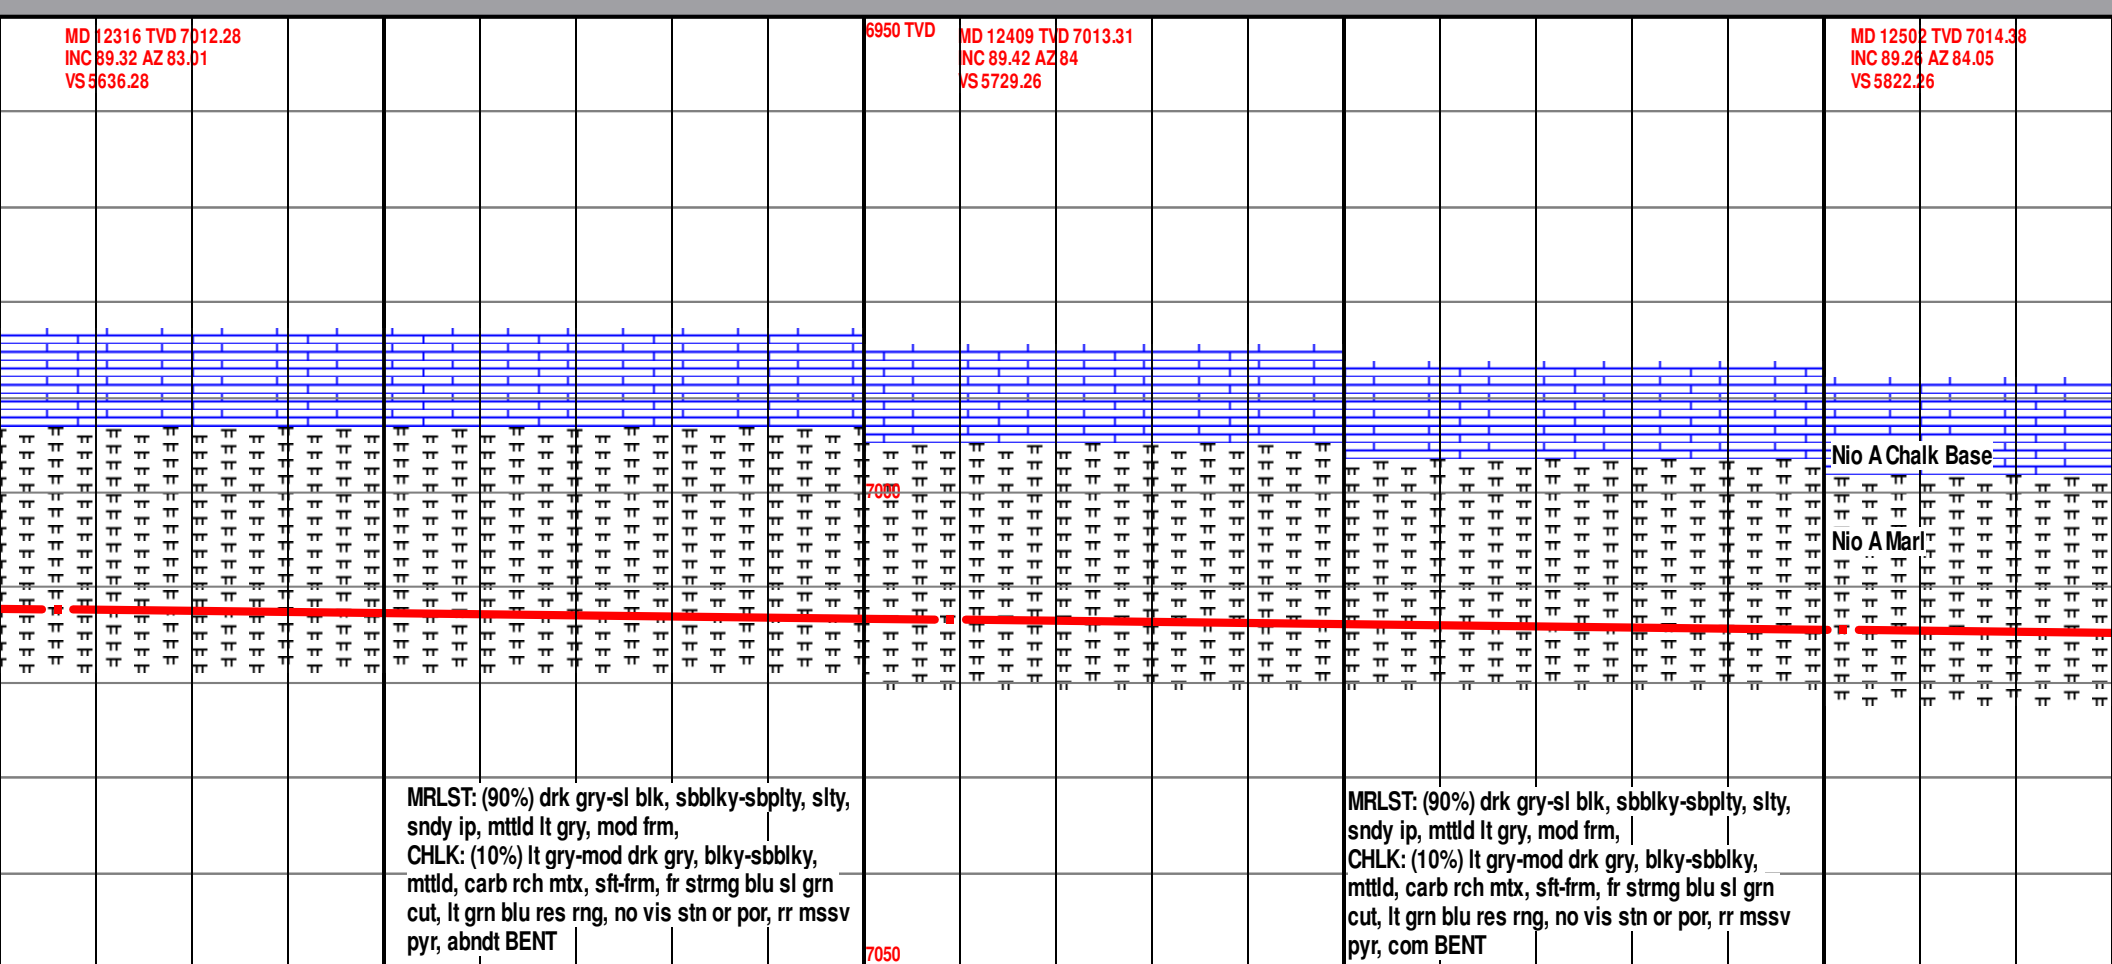 MD 12316 TVD 7012.28
INC 89.32 AZ 83.01
VS 5636.28
6950 TVD
MD 12409 TVD 7013.31
INC 89.42 AZ 84
VS 5729.26
MD 12502 TVD 7014.38
INC 89.26 AZ 84.05
VS 5822.26
Nio A Chalk Base
7000
Nio A Marl
MRLST: (90%) drk gry-sl blk, sbblky-sbplty, slty,
sndy ip, mttld lt gry, mod frm,
CHLK: (10%) lt gry-mod drk gry, blky-sbblky,
mttld, carb rch mtx, sft-frm, fr strmg blu sl grn
cut, lt grn blu res rng, no vis stn or por, rr mssv
pyr, abndt BENT
MRLST: (90%) drk gry-sl blk, sbblky-sbplty, slty,
sndy ip, mttld lt gry, mod frm,
CHLK: (10%) lt gry-mod drk gry, blky-sbblky,
mttld, carb rch mtx, sft-frm, fr strmg blu sl grn
cut, lt grn blu res rng, no vis stn or por, rr mssv
pyr, com BENT
7050